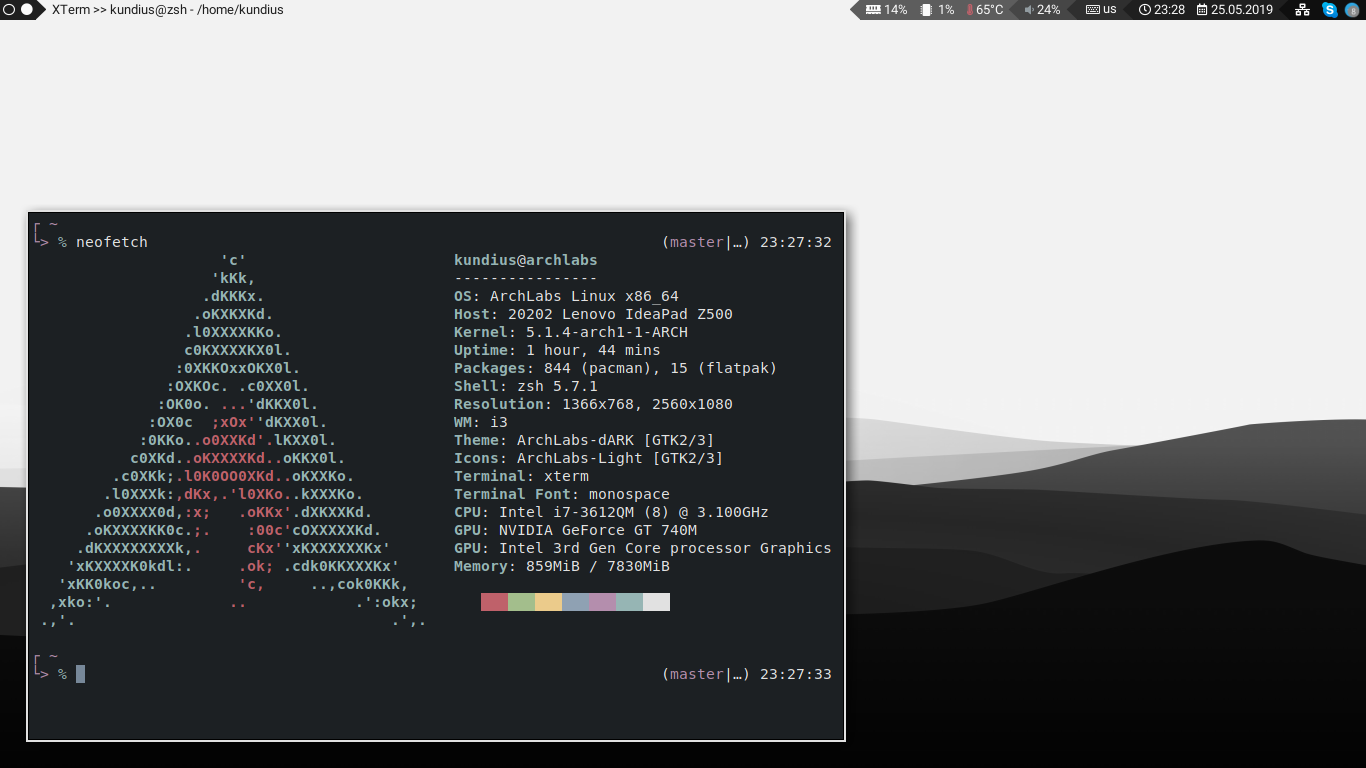 XTerm >> kundius@zsh - /home/kundius
14% 1% 65°C 24% us 23:28 25.05.2019
┌ ~
└> % neofetch (master|…) 23:27:32
'c' kundius@archlabs
'kKk, ----------------
.dKKKx. OS: ArchLabs Linux x86_64
.oKXKXKd. Host: 20202 Lenovo IdeaPad Z500
.l0XXXXKKo. Kernel: 5.1.4-arch1-1-ARCH
c0KXXXXKX0l. Uptime: 1 hour, 44 mins
:0XKKOxxOKX0l. Packages: 844 (pacman), 15 (flatpak)
:OXKOc. .c0XX0l. Shell: zsh 5.7.1
:OK0o. ...'dKKX0l. Resolution: 1366x768, 2560x1080
:OX0c ;xOx''dKXX0l. WM: i3
:0KKo..o0XXKd'.lKXX0l. Theme: ArchLabs-dARK [GTK2/3]
c0XKd..oKXXXXKd..oKKX0l. Icons: ArchLabs-Light [GTK2/3]
.c0XKk;.l0K0OO0XKd..oKXXKo. Terminal: xterm
.l0XXXk:,dKx,.'l0XKo..kXXXKo. Terminal Font: monospace
.o0XXXX0d,:x; .oKKx'.dXKXXKd. CPU: Intel i7-3612QM (8) @ 3.100GHz
.oKXXXXKK0c.;. :00c'cOXXXXXKd. GPU: NVIDIA GeForce GT 740M
.dKXXXXXXXXk,. cKx''xKXXXXXXKx' GPU: Intel 3rd Gen Core processor Graphics
'xKXXXXK0kdl:. .ok; .cdk0KKXXXKx' Memory: 859MiB / 7830MiB
'xKK0koc,.. 'c, ..,cok0KKk,
,xko:'. .. .':okx;
.,'. .',.
┌ ~
└> % (master|…) 23:27:33